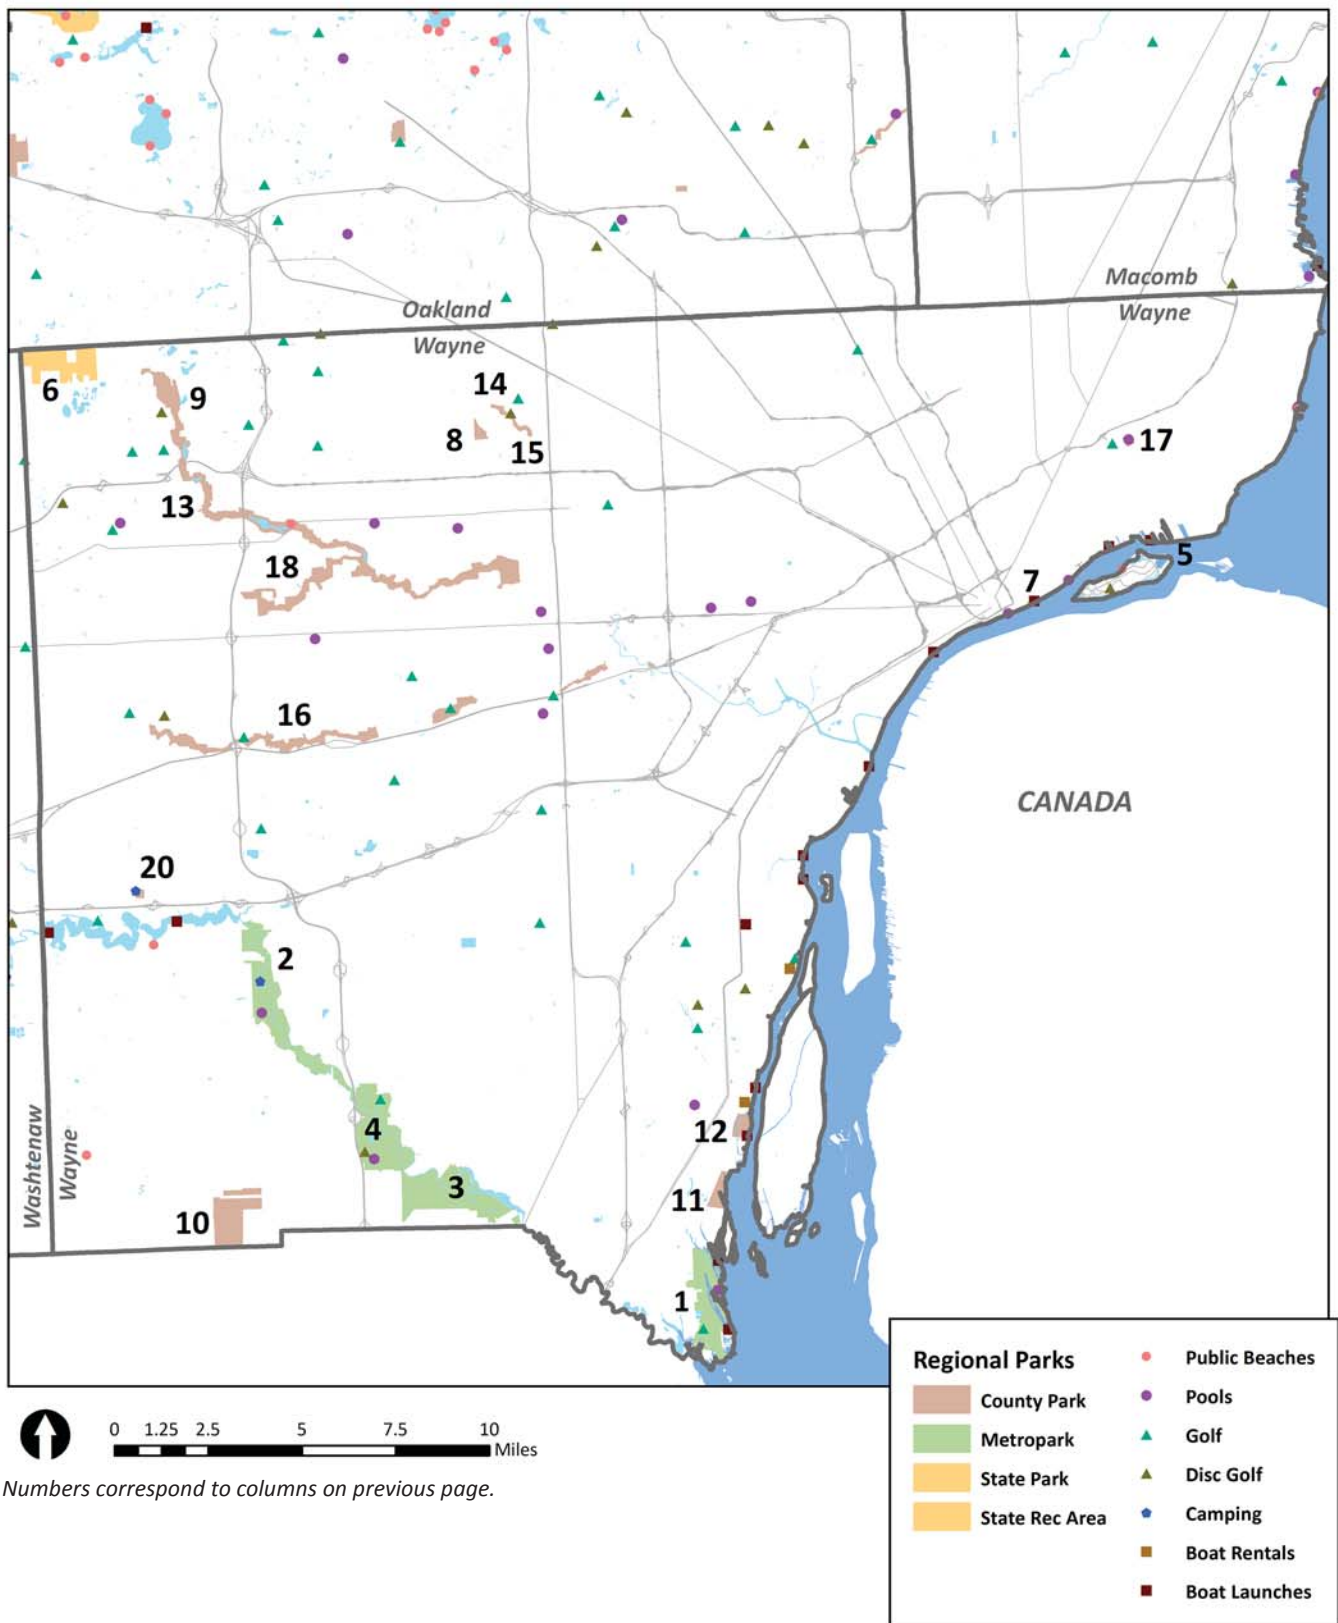 Macomb
Oakland
Wayne
Wayne
6
9
14
8
15
17
13
5
18
7
16
CANADA
20
2
Washtenaw
Wayne
4
12
3
11
10
1
Regional Parks
County Park
Metropark
State Park
State Rec Area
Public Beaches
Pools
Golf
Disc Golf
Camping
Boat Rentals
Boat Launches
0 1.25 2.5 5 7.5 10
Miles
Numbers correspond to columns on previous page.